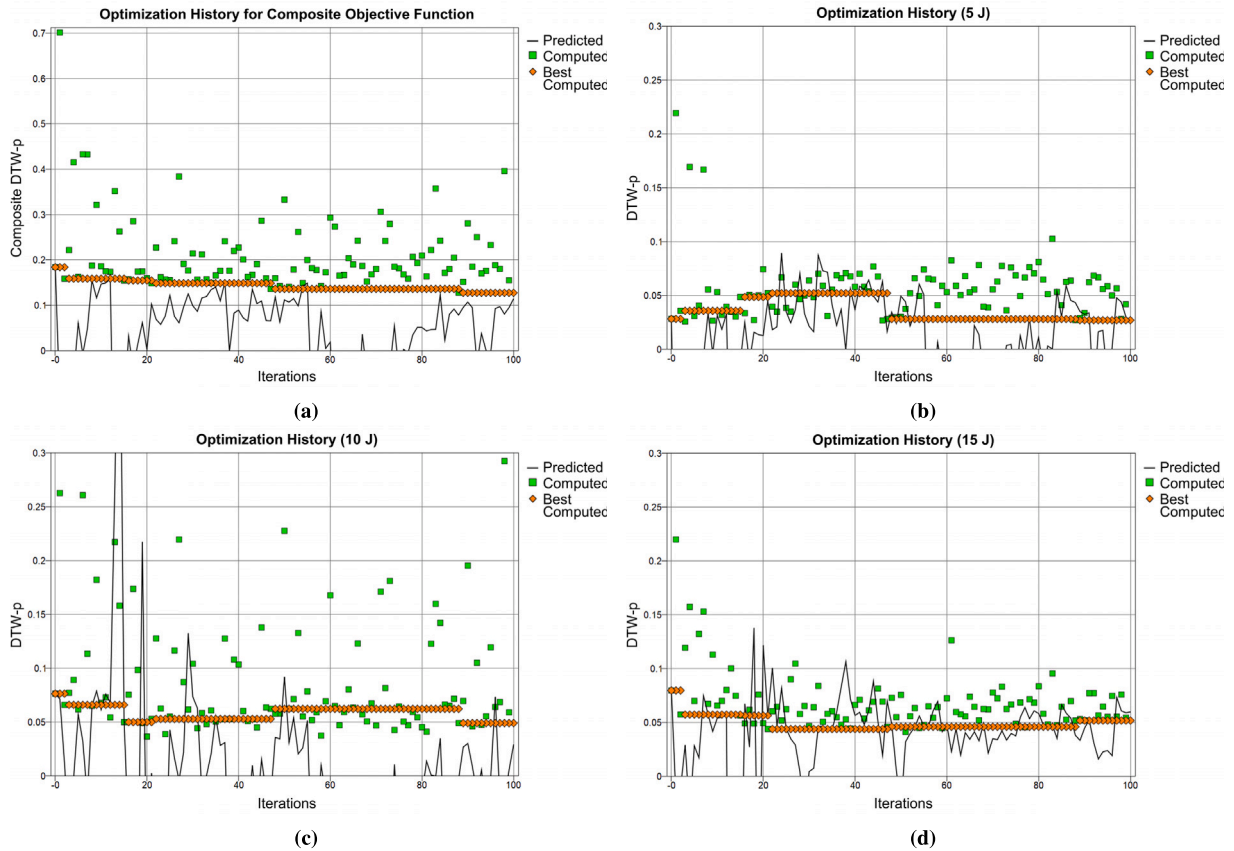 Optimization History for Composite Objective Function
0.7
0.6
0.5
0.4
0.3
0.2
0.1
0
Composite DTW-p
-0
20
40
60
80
100
Iterations
Predicted
Computed
Best
Computed
(a)
Optimization History (5 J)
0.3
0.25
0.2
0.15
0.1
0.05
0
DTW-p
-0
20
40
60
80
100
Iterations
Predicted
Computed
Best
Computed
(b)
Optimization History (10 J)
0.3
0.25
0.2
0.15
0.1
0.05
0
DTW-p
-0
20
40
60
80
100
Iterations
Predicted
Computed
Best
Computed
(c)
Optimization History (15 J)
0.3
0.25
0.2
0.15
0.1
0.05
0
DTW-p
-0
20
40
60
80
100
Iterations
Predicted
Computed
Best
Computed
(d)